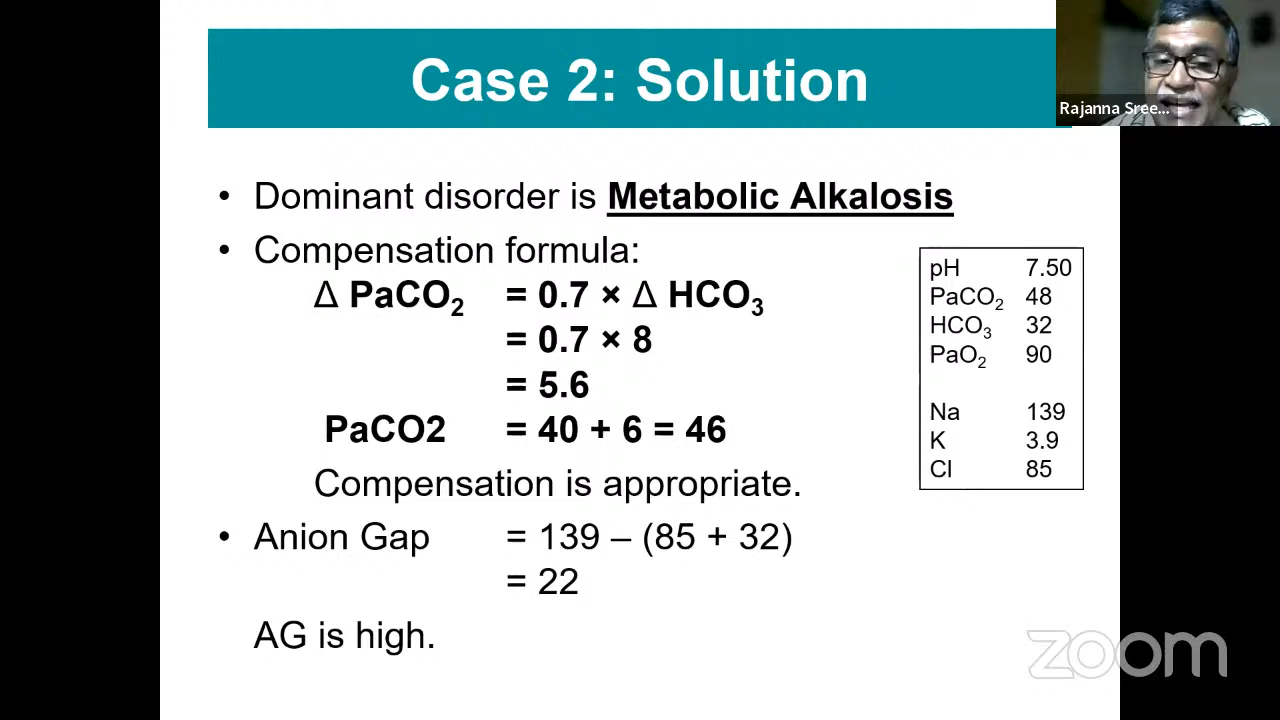 Case 2: Solution
Rajanna Sree...
• Dominant disorder is Metabolic Alkalosis
• Compensation formula:
Δ PaCO₂ = 0.7 × Δ HCO₃
= 0.7 × 8
= 5.6
PaCO2 = 40 + 6 = 46
Compensation is appropriate.
• Anion Gap = 139 – (85 + 32)
= 22
AG is high.
pH 7.50
PaCO₂ 48
HCO₃ 32
PaO₂ 90
Na 139
K 3.9
Cl 85
zoom